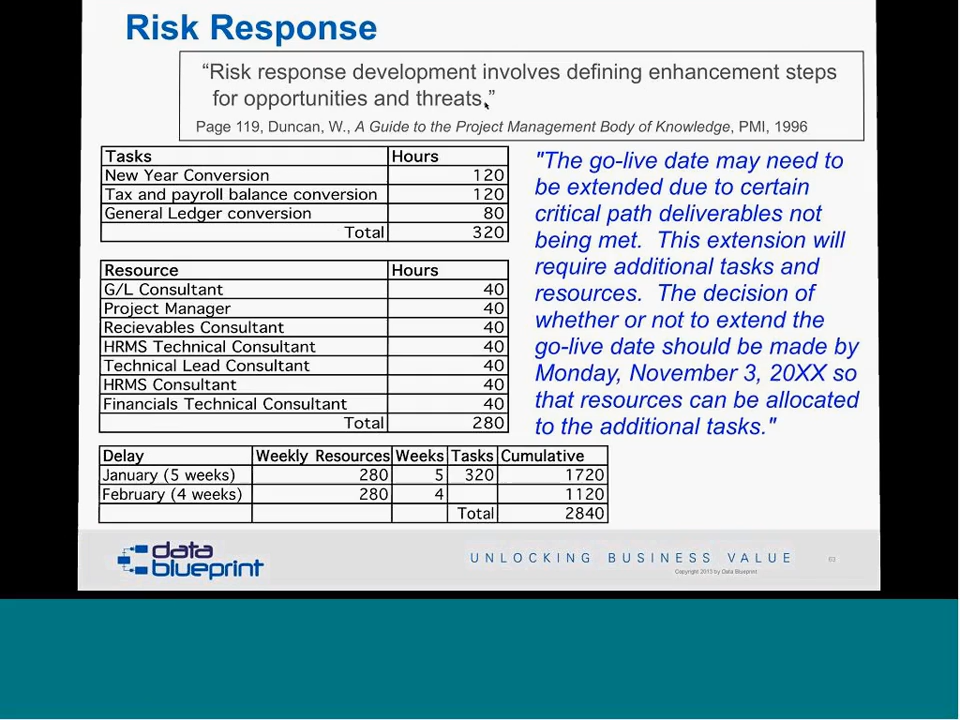 Risk Response
“Risk response development involves defining enhancement steps
for opportunities and threats.”
Page 119, Duncan, W., A Guide to the Project Management Body of Knowledge, PMI, 1996
Tasks Hours
New Year Conversion 120
Tax and payroll balance conversion 120
General Ledger conversion 80
Total 320
Resource Hours
G/L Consultant 40
Project Manager 40
Recievables Consultant 40
HRMS Technical Consultant 40
Technical Lead Consultant 40
HRMS Consultant 40
Financials Technical Consultant 40
Total 280
"The go-live date may need to
be extended due to certain
critical path deliverables not
being met. This extension will
require additional tasks and
resources. The decision of
whether or not to extend the
go-live date should be made by
Monday, November 3, 20XX so
that resources can be allocated
to the additional tasks."
Delay Weekly Resources Weeks Tasks Cumulative
January (5 weeks) 280 5 320 1720
February (4 weeks) 280 4 1120
Total 2840
data
blueprint
UNLOCKING BUSINESS VALUE
Copyright 2013 by Data Blueprint